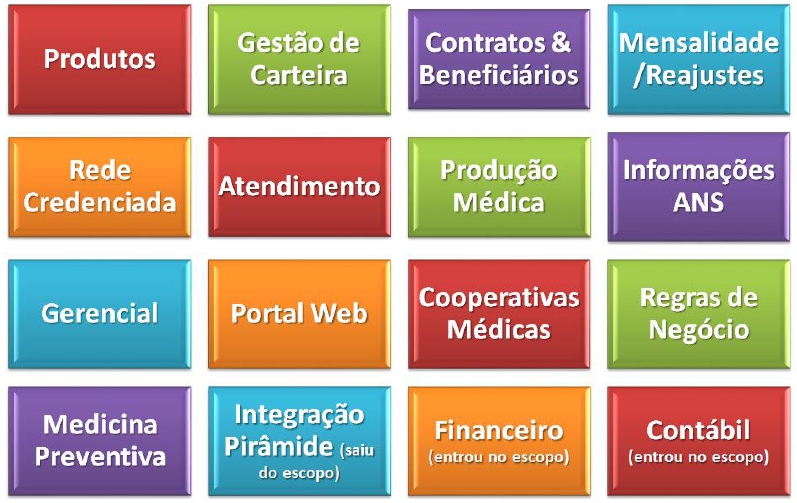 Produtos
Gestão de
Carteira
Contratos &
Beneficiários
Mensalidade
/Reajustes
Rede
Credenciada
Atendimento
Produção
Médica
Informações
ANS
Gerencial
Portal Web
Cooperativas
Médicas
Regras de
Negócio
Medicina
Preventiva
Integração
Pirâmide (saiu
do escopo)
Financeiro
(entrou no escopo)
Contábil
(entrou no escopo)